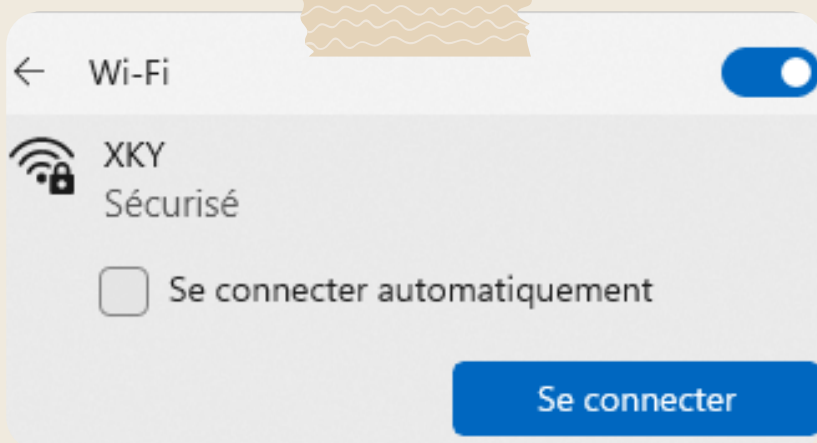 Wi-Fi
XKY
Sécurisé
Se connecter automatiquement
Se connecter